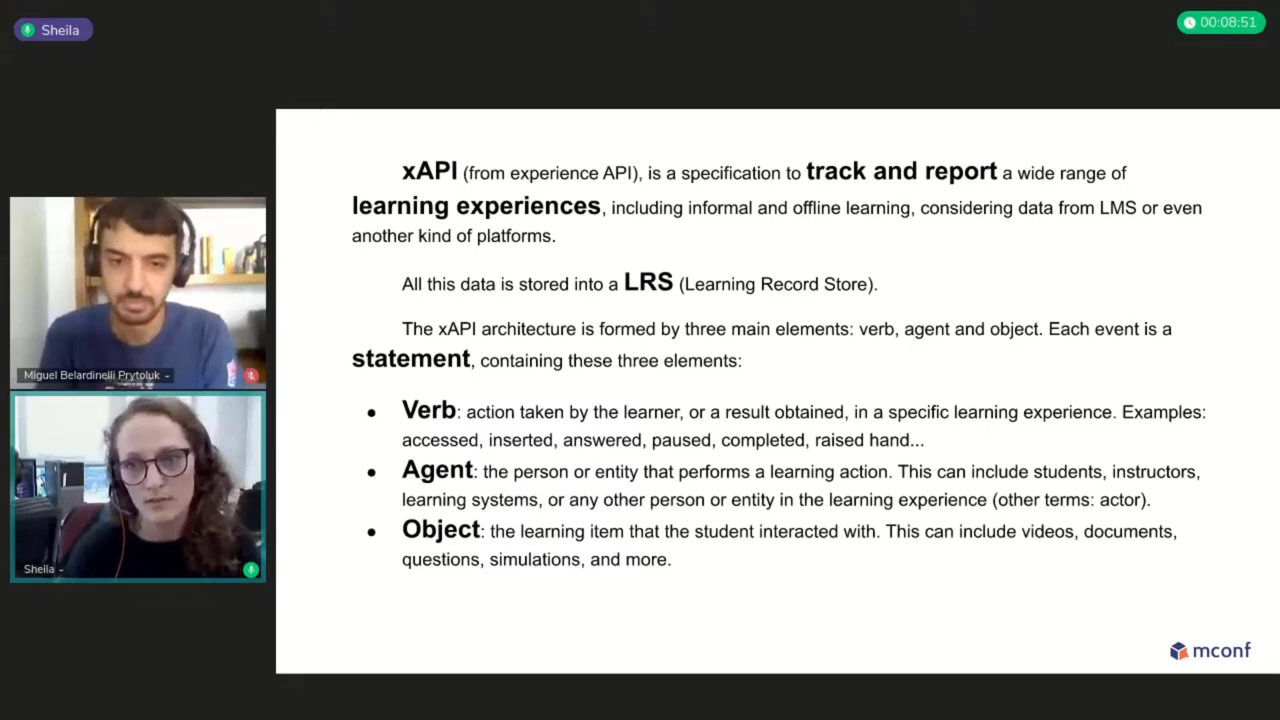 Sheila
00:08:51
xAPI (from experience API), is a specification to track and report a wide range of
learning experiences, including informal and offline learning, considering data from LMS or even
another kind of platforms.
All this data is stored into a LRS (Learning Record Store).
The xAPI architecture is formed by three main elements: verb, agent and object. Each event is a
statement, containing these three elements:
● Verb: action taken by the learner, or a result obtained, in a specific learning experience. Examples:
accessed, inserted, answered, paused, completed, raised hand...
● Agent: the person or entity that performs a learning action. This can include students, instructors,
learning systems, or any other person or entity in the learning experience (other terms: actor).
● Object: the learning item that the student interacted with. This can include videos, documents,
questions, simulations, and more.
Miguel Belardinelli Prytoluk
Sheila
mconf